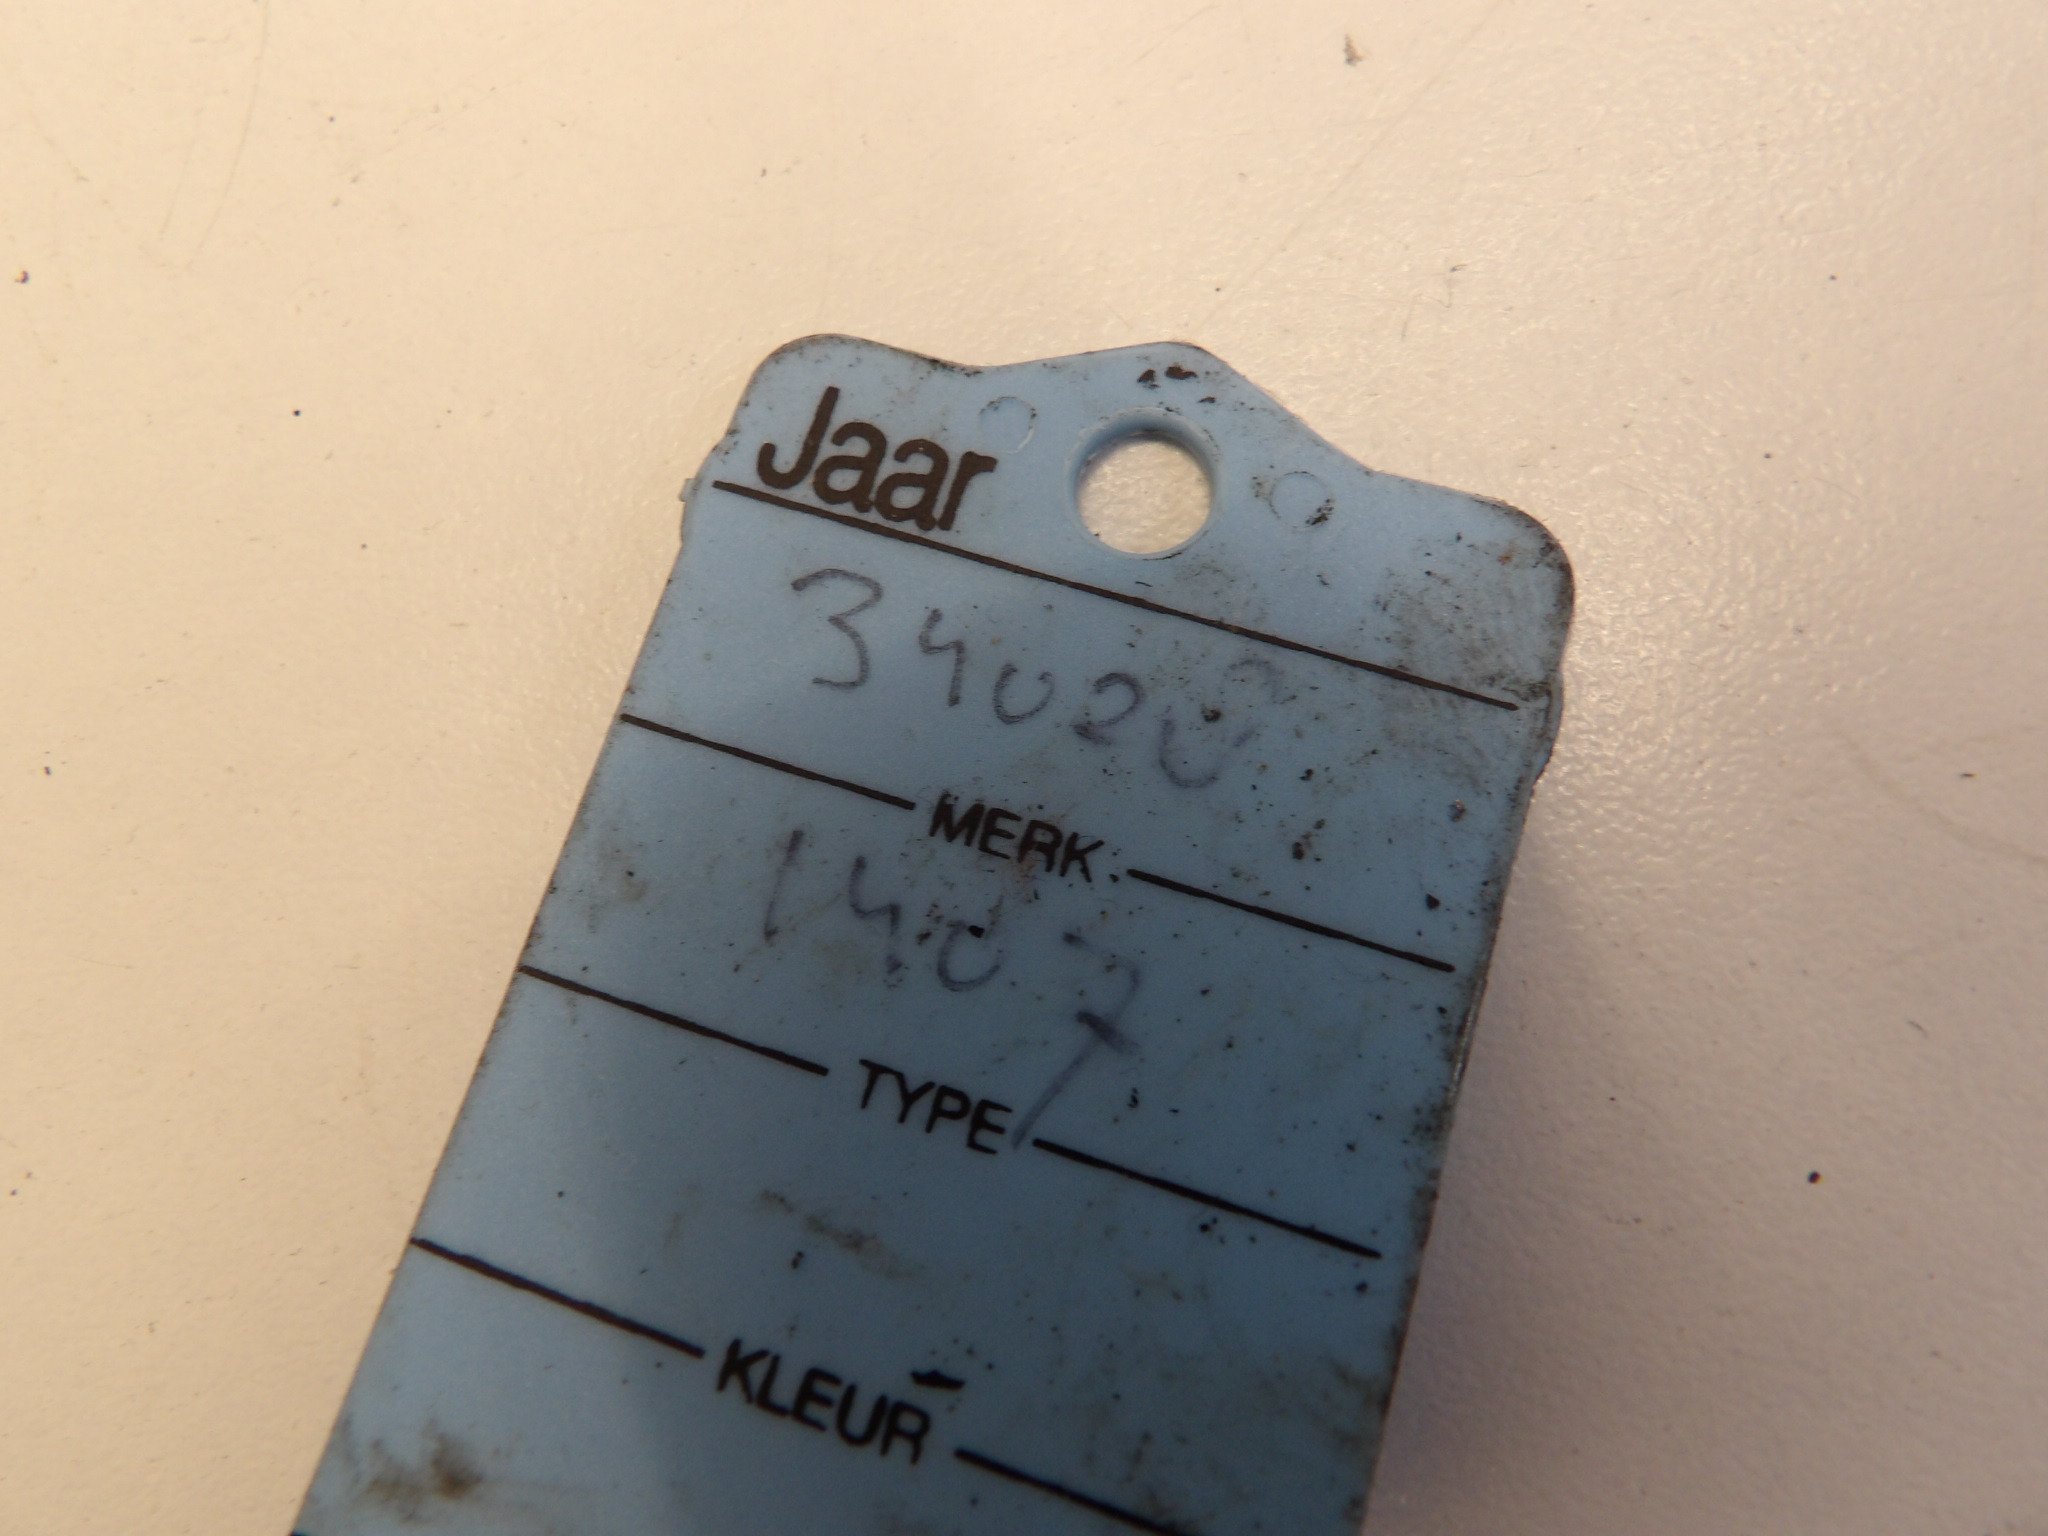 Jaar
34020
MERK
1407
TYPE
KLEUR